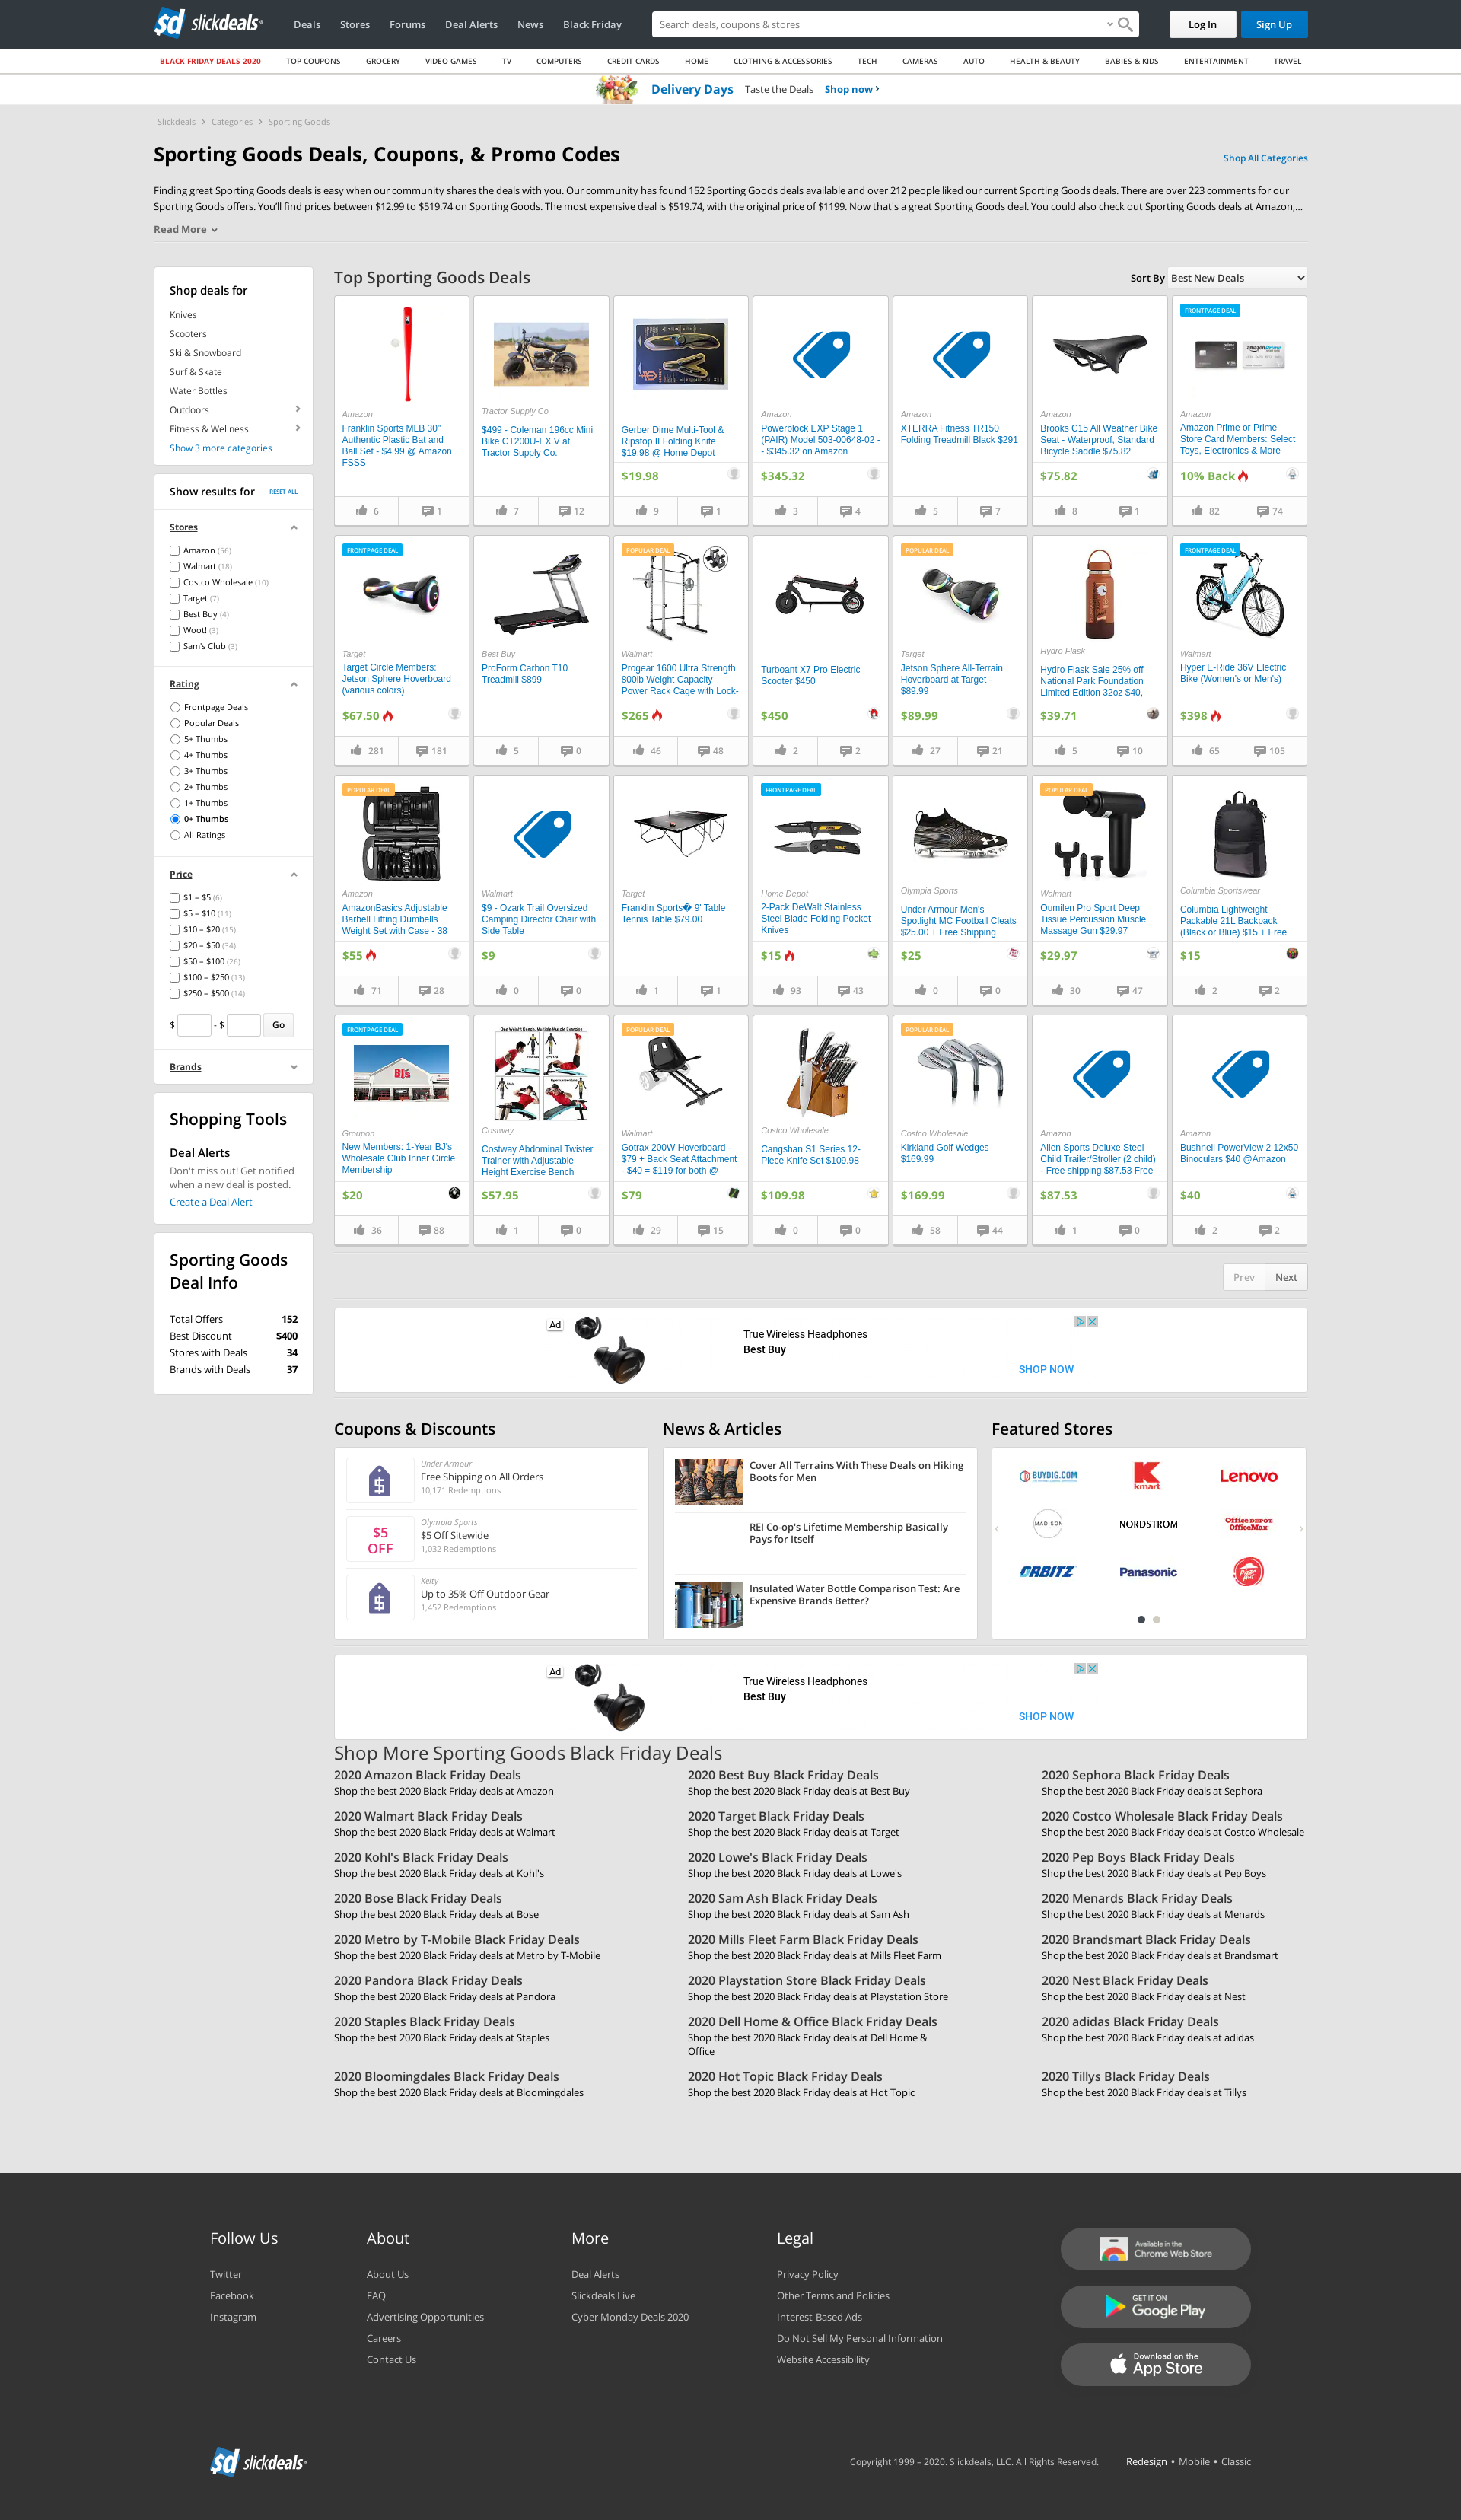 sd slickdeals
Deals Stores Forums Deal Alerts News Black Friday
Search deals, coupons & stores
Log In Sign Up
BLACK FRIDAY DEALS 2020 TOP COUPONS GROCERY VIDEO GAMES TV COMPUTERS CREDIT CARDS HOME CLOTHING & ACCESSORIES TECH CAMERAS AUTO HEALTH & BEAUTY BABIES & KIDS ENTERTAINMENT TRAVEL
Delivery Days Taste the Deals Shop now ›
Slickdeals › Categories › Sporting Goods
Sporting Goods Deals, Coupons, & Promo Codes
Shop All Categories
Finding great Sporting Goods deals is easy when our community shares the deals with you. Our community has found 152 Sporting Goods deals available and over 212 people liked our current Sporting Goods deals. There are over 223 comments for our
Sporting Goods offers. You'll find prices between $12.99 to $519.74 on Sporting Goods. The most expensive deal is $519.74, with the original price of $1199. Now that's a great Sporting Goods deal. You could also check out Sporting Goods deals at Amazon,...
Read More
Shop deals for
Knives
Scooters
Ski & Snowboard
Surf & Skate
Water Bottles
Outdoors
Fitness & Wellness
Show 3 more categories
Show results for RESET ALL
Stores
Amazon (56)
Walmart (18)
Costco Wholesale (10)
Target (7)
Best Buy (4)
Woot! (3)
Sam's Club (3)
Rating
Frontpage Deals
Popular Deals
5+ Thumbs
4+ Thumbs
3+ Thumbs
2+ Thumbs
1+ Thumbs
0+ Thumbs
All Ratings
Price
$1 – $5 (6)
$5 – $10 (11)
$10 – $20 (15)
$20 – $50 (34)
$50 – $100 (26)
$100 – $250 (13)
$250 – $500 (14)
$ - $ Go
Brands
Shopping Tools
Deal Alerts
Don't miss out! Get notified
when a new deal is posted.
Create a Deal Alert
Sporting Goods
Deal Info
Total Offers 152
Best Discount $400
Stores with Deals 34
Brands with Deals 37
Top Sporting Goods Deals
Sort By Best New Deals
Amazon
Franklin Sports MLB 30"
Authentic Plastic Bat and
Ball Set - $4.99 @ Amazon +
FSSS
6 1
Tractor Supply Co
$499 - Coleman 196cc Mini
Bike CT200U-EX V at
Tractor Supply Co.
7 12
Gerber Dime Multi-Tool &
Ripstop II Folding Knife
$19.98 @ Home Depot
$19.98
9 1
Amazon
Powerblock EXP Stage 1
(PAIR) Model 503-00648-02 -
- $345.32 on Amazon
$345.32
3 4
Amazon
XTERRA Fitness TR150
Folding Treadmill Black $291
5 7
Amazon
Brooks C15 All Weather Bike
Seat - Waterproof, Standard
Bicycle Saddle $75.82
$75.82
8 1
FRONTPAGE DEAL
Amazon
Amazon Prime or Prime
Store Card Members: Select
Toys, Electronics & More
10% Back
82 74
FRONTPAGE DEAL
Target
Target Circle Members:
Jetson Sphere Hoverboard
(various colors)
$67.50
281 181
Best Buy
ProForm Carbon T10
Treadmill $899
5 0
POPULAR DEAL
Walmart
Progear 1600 Ultra Strength
800lb Weight Capacity
Power Rack Cage with Lock-
$265
46 48
Turboant X7 Pro Electric
Scooter $450
$450
2 2
POPULAR DEAL
Target
Jetson Sphere All-Terrain
Hoverboard at Target -
$89.99
$89.99
27 21
Hydro Flask
Hydro Flask Sale 25% off
National Park Foundation
Limited Edition 32oz $40,
$39.71
5 10
FRONTPAGE DEAL
Walmart
Hyper E-Ride 36V Electric
Bike (Women's or Men's)
$398
65 105
POPULAR DEAL
Amazon
AmazonBasics Adjustable
Barbell Lifting Dumbells
Weight Set with Case - 38
$55
71 28
Walmart
$9 - Ozark Trail Oversized
Camping Director Chair with
Side Table
$9
0 0
Target
Franklin Sports� 9' Table
Tennis Table $79.00
1 1
FRONTPAGE DEAL
Home Depot
2-Pack DeWalt Stainless
Steel Blade Folding Pocket
Knives
$15
93 43
Olympia Sports
Under Armour Men's
Spotlight MC Football Cleats
$25.00 + Free Shipping
$25
0 0
POPULAR DEAL
Walmart
Oumilen Pro Sport Deep
Tissue Percussion Muscle
Massage Gun $29.97
$29.97
30 47
Columbia Sportswear
Columbia Lightweight
Packable 21L Backpack
(Black or Blue) $15 + Free
$15
2 2
FRONTPAGE DEAL
BJ's
Groupon
New Members: 1-Year BJ's
Wholesale Club Inner Circle
Membership
$20
36 88
One Weight Bench, Multiple Muscle Exercise
Costway
Costway Abdominal Twister
Trainer with Adjustable
Height Exercise Bench
$57.95
1 0
POPULAR DEAL
Walmart
Gotrax 200W Hoverboard -
$79 + Back Seat Attachment
- $40 = $119 for both @
$79
29 15
Costco Wholesale
Cangshan S1 Series 12-
Piece Knife Set $109.98
$109.98
0 0
POPULAR DEAL
Costco Wholesale
Kirkland Golf Wedges
$169.99
$169.99
58 44
Amazon
Allen Sports Deluxe Steel
Child Trailer/Stroller (2 child)
- Free shipping $87.53 Free
$87.53
1 0
Amazon
Bushnell PowerView 2 12x50
Binoculars $40 @Amazon
$40
2 2
Prev Next
Ad
True Wireless Headphones
Best Buy
SHOP NOW
Coupons & Discounts
Under Armour
Free Shipping on All Orders
10,171 Redemptions
$5
OFF
Olympia Sports
$5 Off Sitewide
1,032 Redemptions
Kelty
Up to 35% Off Outdoor Gear
1,452 Redemptions
News & Articles
Cover All Terrains With These Deals on Hiking
Boots for Men
REI Co-op's Lifetime Membership Basically
Pays for Itself
Insulated Water Bottle Comparison Test: Are
Expensive Brands Better?
Featured Stores
BUYDIG.COM kmart Lenovo
MADISON NORDSTROM Office DEPOT OfficeMax
ORBITZ Panasonic Pizza Hut
Ad
True Wireless Headphones
Best Buy
SHOP NOW
Shop More Sporting Goods Black Friday Deals
2020 Amazon Black Friday Deals 2020 Best Buy Black Friday Deals 2020 Sephora Black Friday Deals
Shop the best 2020 Black Friday deals at Amazon Shop the best 2020 Black Friday deals at Best Buy Shop the best 2020 Black Friday deals at Sephora
2020 Walmart Black Friday Deals 2020 Target Black Friday Deals 2020 Costco Wholesale Black Friday Deals
Shop the best 2020 Black Friday deals at Walmart Shop the best 2020 Black Friday deals at Target Shop the best 2020 Black Friday deals at Costco Wholesale
2020 Kohl's Black Friday Deals 2020 Lowe's Black Friday Deals 2020 Pep Boys Black Friday Deals
Shop the best 2020 Black Friday deals at Kohl's Shop the best 2020 Black Friday deals at Lowe's Shop the best 2020 Black Friday deals at Pep Boys
2020 Bose Black Friday Deals 2020 Sam Ash Black Friday Deals 2020 Menards Black Friday Deals
Shop the best 2020 Black Friday deals at Bose Shop the best 2020 Black Friday deals at Sam Ash Shop the best 2020 Black Friday deals at Menards
2020 Metro by T-Mobile Black Friday Deals 2020 Mills Fleet Farm Black Friday Deals 2020 Brandsmart Black Friday Deals
Shop the best 2020 Black Friday deals at Metro by T-Mobile Shop the best 2020 Black Friday deals at Mills Fleet Farm Shop the best 2020 Black Friday deals at Brandsmart
2020 Pandora Black Friday Deals 2020 Playstation Store Black Friday Deals 2020 Nest Black Friday Deals
Shop the best 2020 Black Friday deals at Pandora Shop the best 2020 Black Friday deals at Playstation Store Shop the best 2020 Black Friday deals at Nest
2020 Staples Black Friday Deals 2020 Dell Home & Office Black Friday Deals 2020 adidas Black Friday Deals
Shop the best 2020 Black Friday deals at Staples Shop the best 2020 Black Friday deals at Dell Home & Shop the best 2020 Black Friday deals at adidas
Office
2020 Bloomingdales Black Friday Deals 2020 Hot Topic Black Friday Deals 2020 Tillys Black Friday Deals
Shop the best 2020 Black Friday deals at Bloomingdales Shop the best 2020 Black Friday deals at Hot Topic Shop the best 2020 Black Friday deals at Tillys
Follow Us
Twitter
Facebook
Instagram
About
About Us
FAQ
Advertising Opportunities
Careers
Contact Us
More
Deal Alerts
Slickdeals Live
Cyber Monday Deals 2020
Legal
Privacy Policy
Other Terms and Policies
Interest-Based Ads
Do Not Sell My Personal Information
Website Accessibility
Available in the
Chrome Web Store
GET IT ON
Google Play
Download on the
App Store
sd slickdeals
Copyright 1999 – 2020. Slickdeals, LLC. All Rights Reserved. Redesign • Mobile • Classic